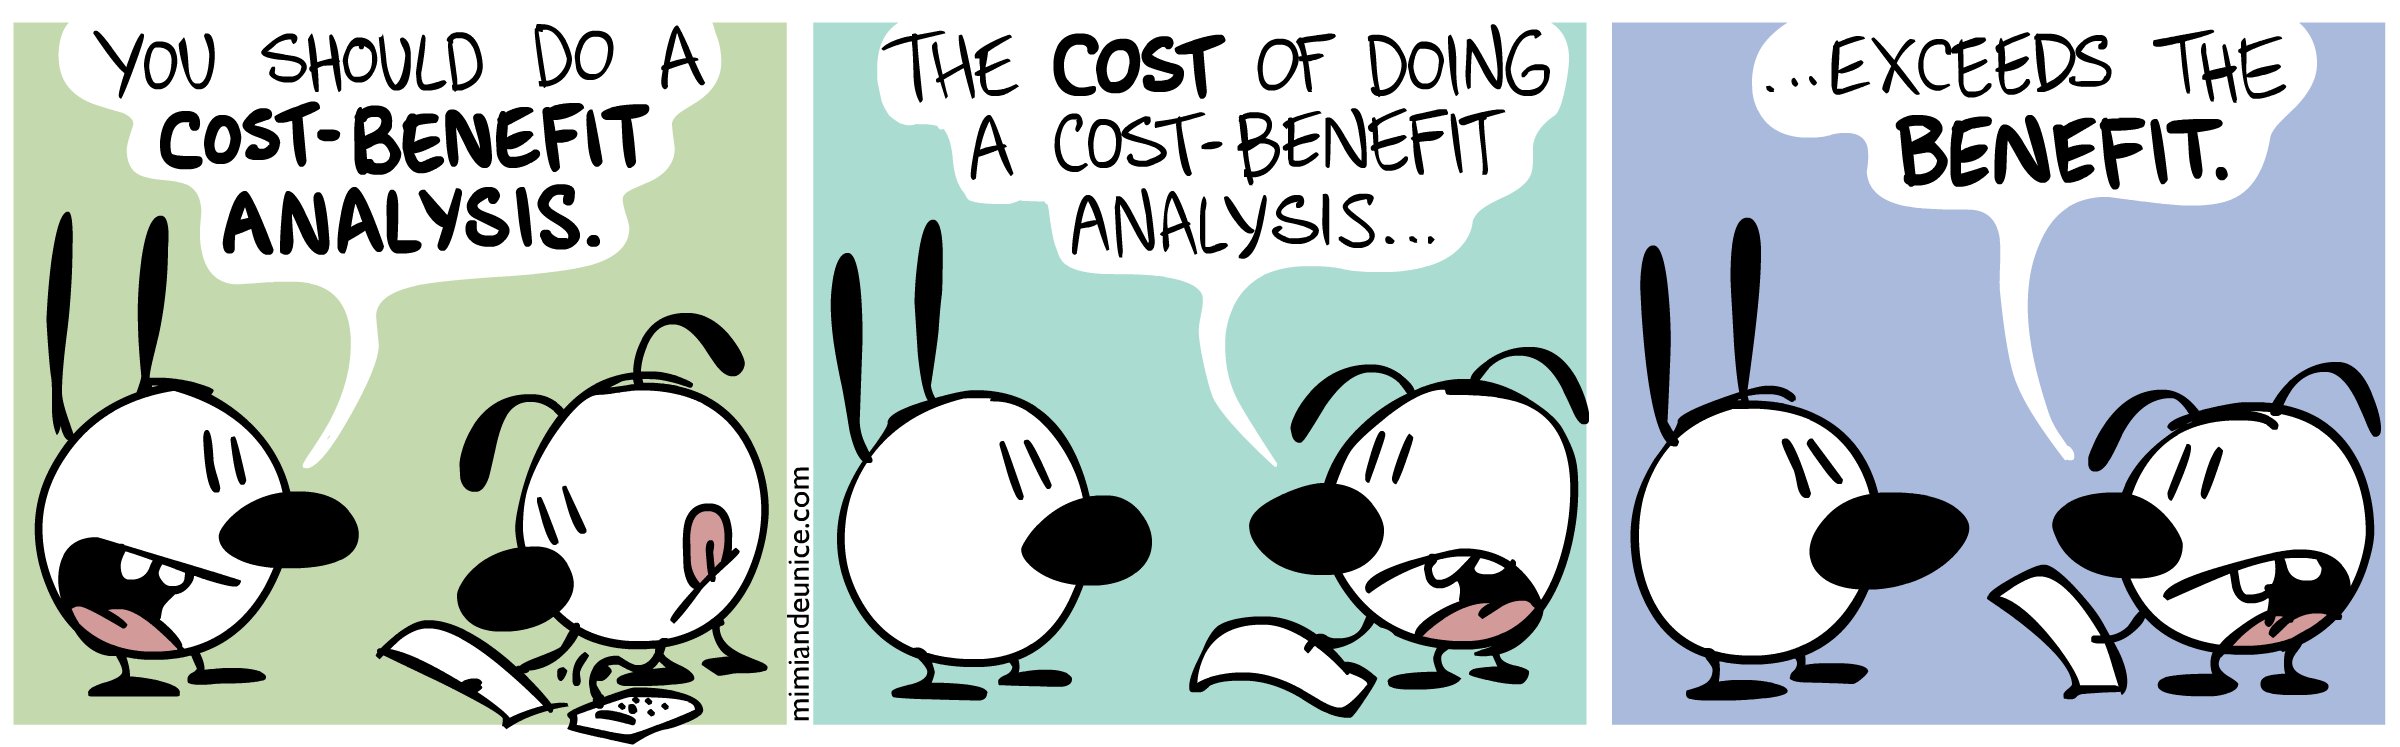 YOU SHOULD DO A
COST-BENEFIT
ANALYSIS.
THE COST OF DOING
A COST-BENEFIT
ANALYSIS...
...EXCEEDS THE
BENEFIT.
mimiandeunice.com